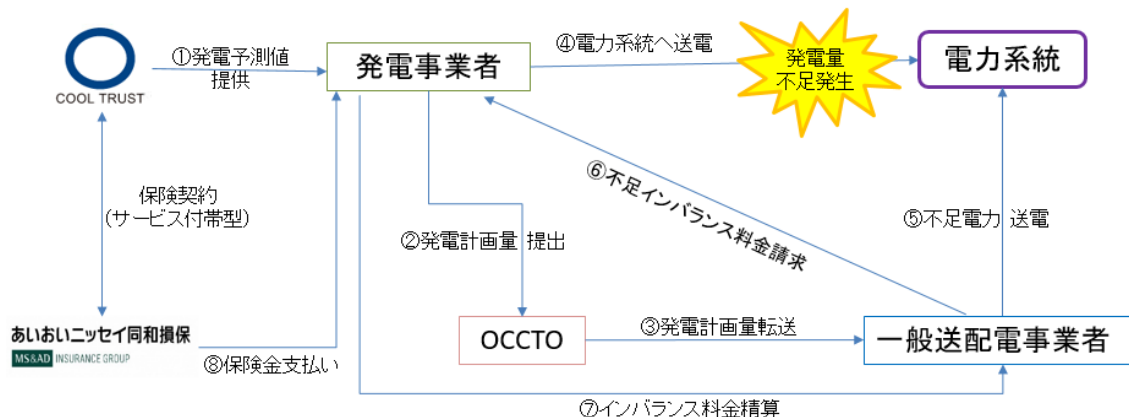 COOL TRUST
①発電予測値
提供
発電事業者
④電力系統へ送電
発電量
不足発生
電力系統
保険契約
(サービス付帯型)
②発電計画量 提出
⑥不足インバランス料金請求
⑤不足電力 送電
あいおいニッセイ同和損保
MS&AD INSURANCE GROUP
⑧保険金支払い
OCCTO
③発電計画量転送
一般送配電事業者
⑦インバランス料金精算